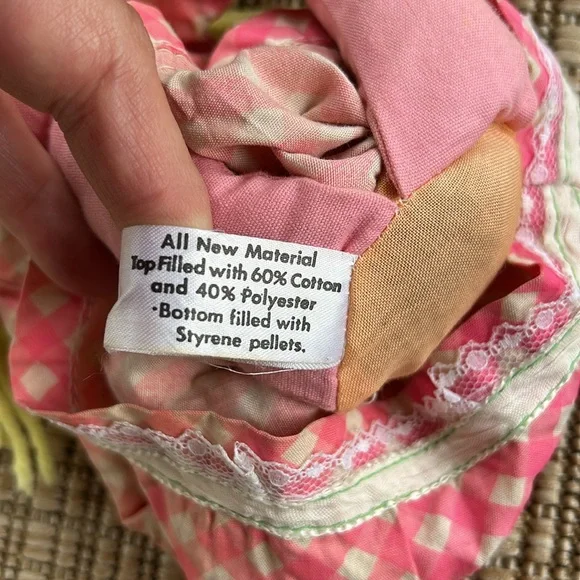 All New Material
Top Filled with 60% Cotton
and 40% Polyester
·Bottom filled with
Styrene pellets.